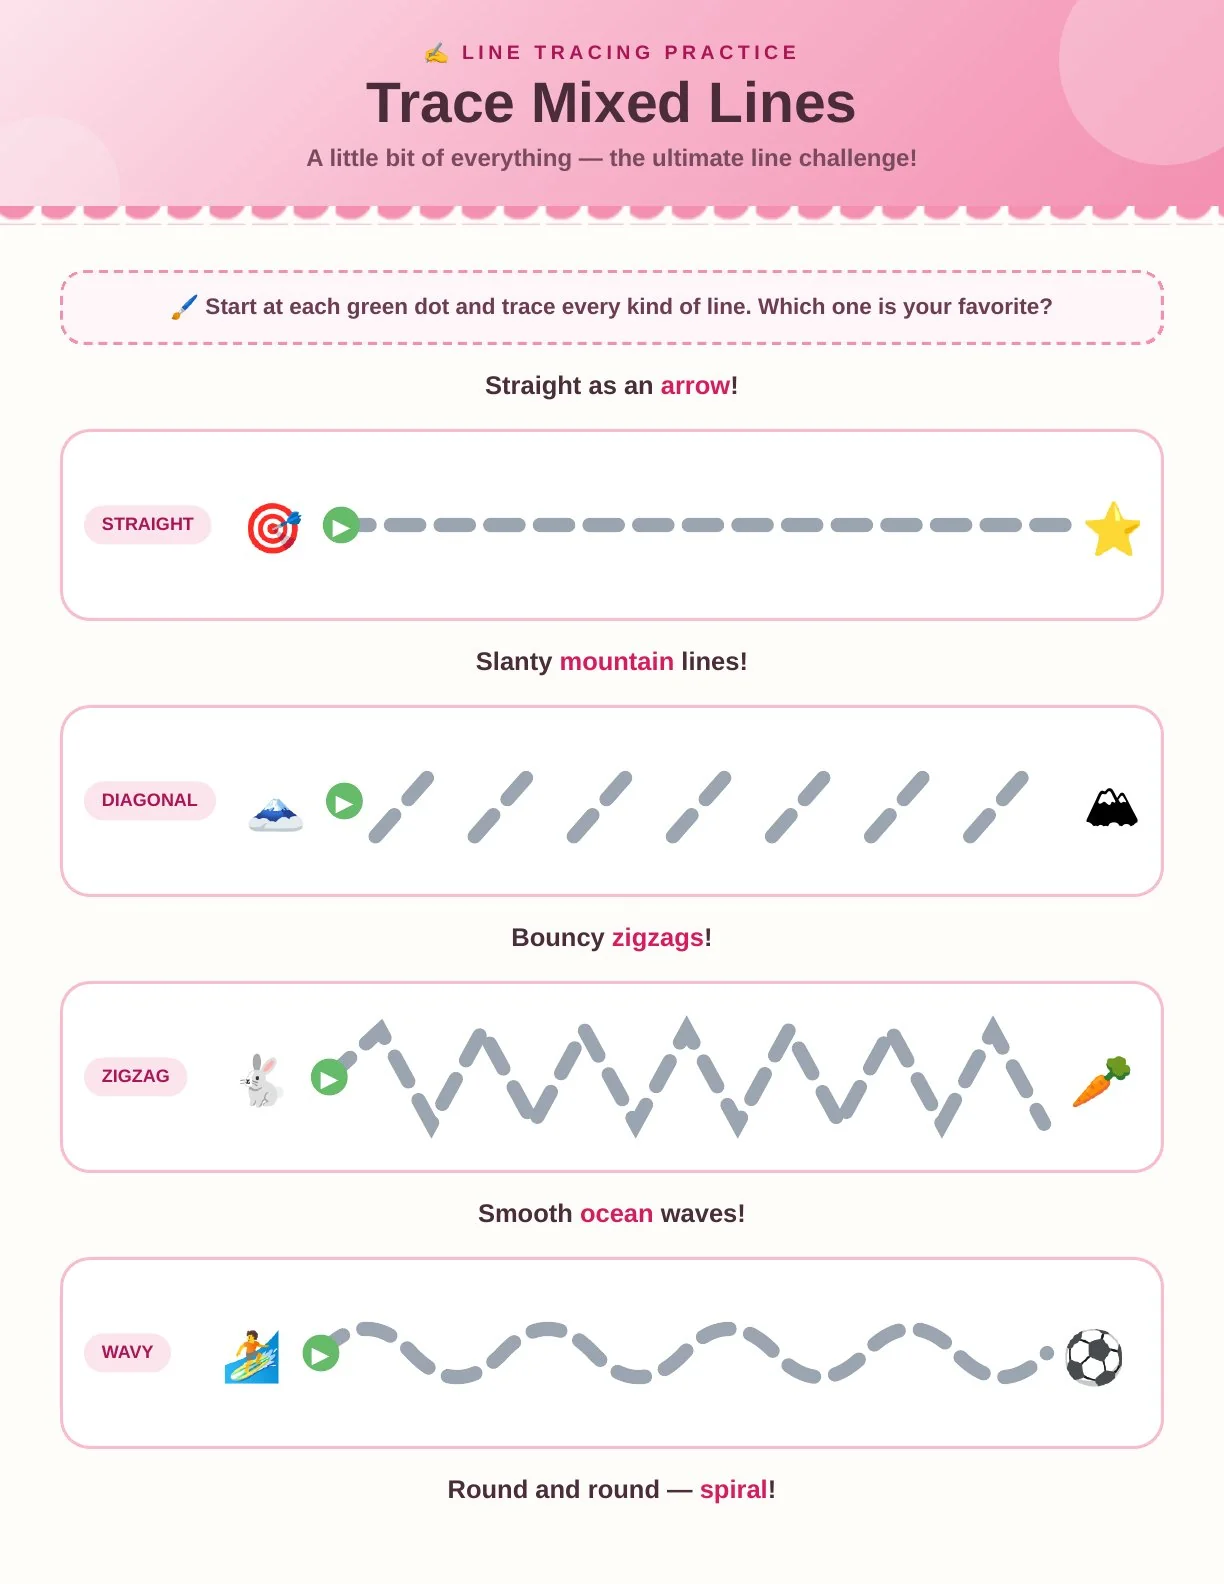 LINE TRACING PRACTICE
Trace Mixed Lines
A little bit of everything — the ultimate line challenge!
Start at each green dot and trace every kind of line. Which one is your favorite?
Straight as an arrow!
STRAIGHT
Slanty mountain lines!
DIAGONAL
Bouncy zigzags!
ZIGZAG
Smooth ocean waves!
WAVY
Round and round — spiral!